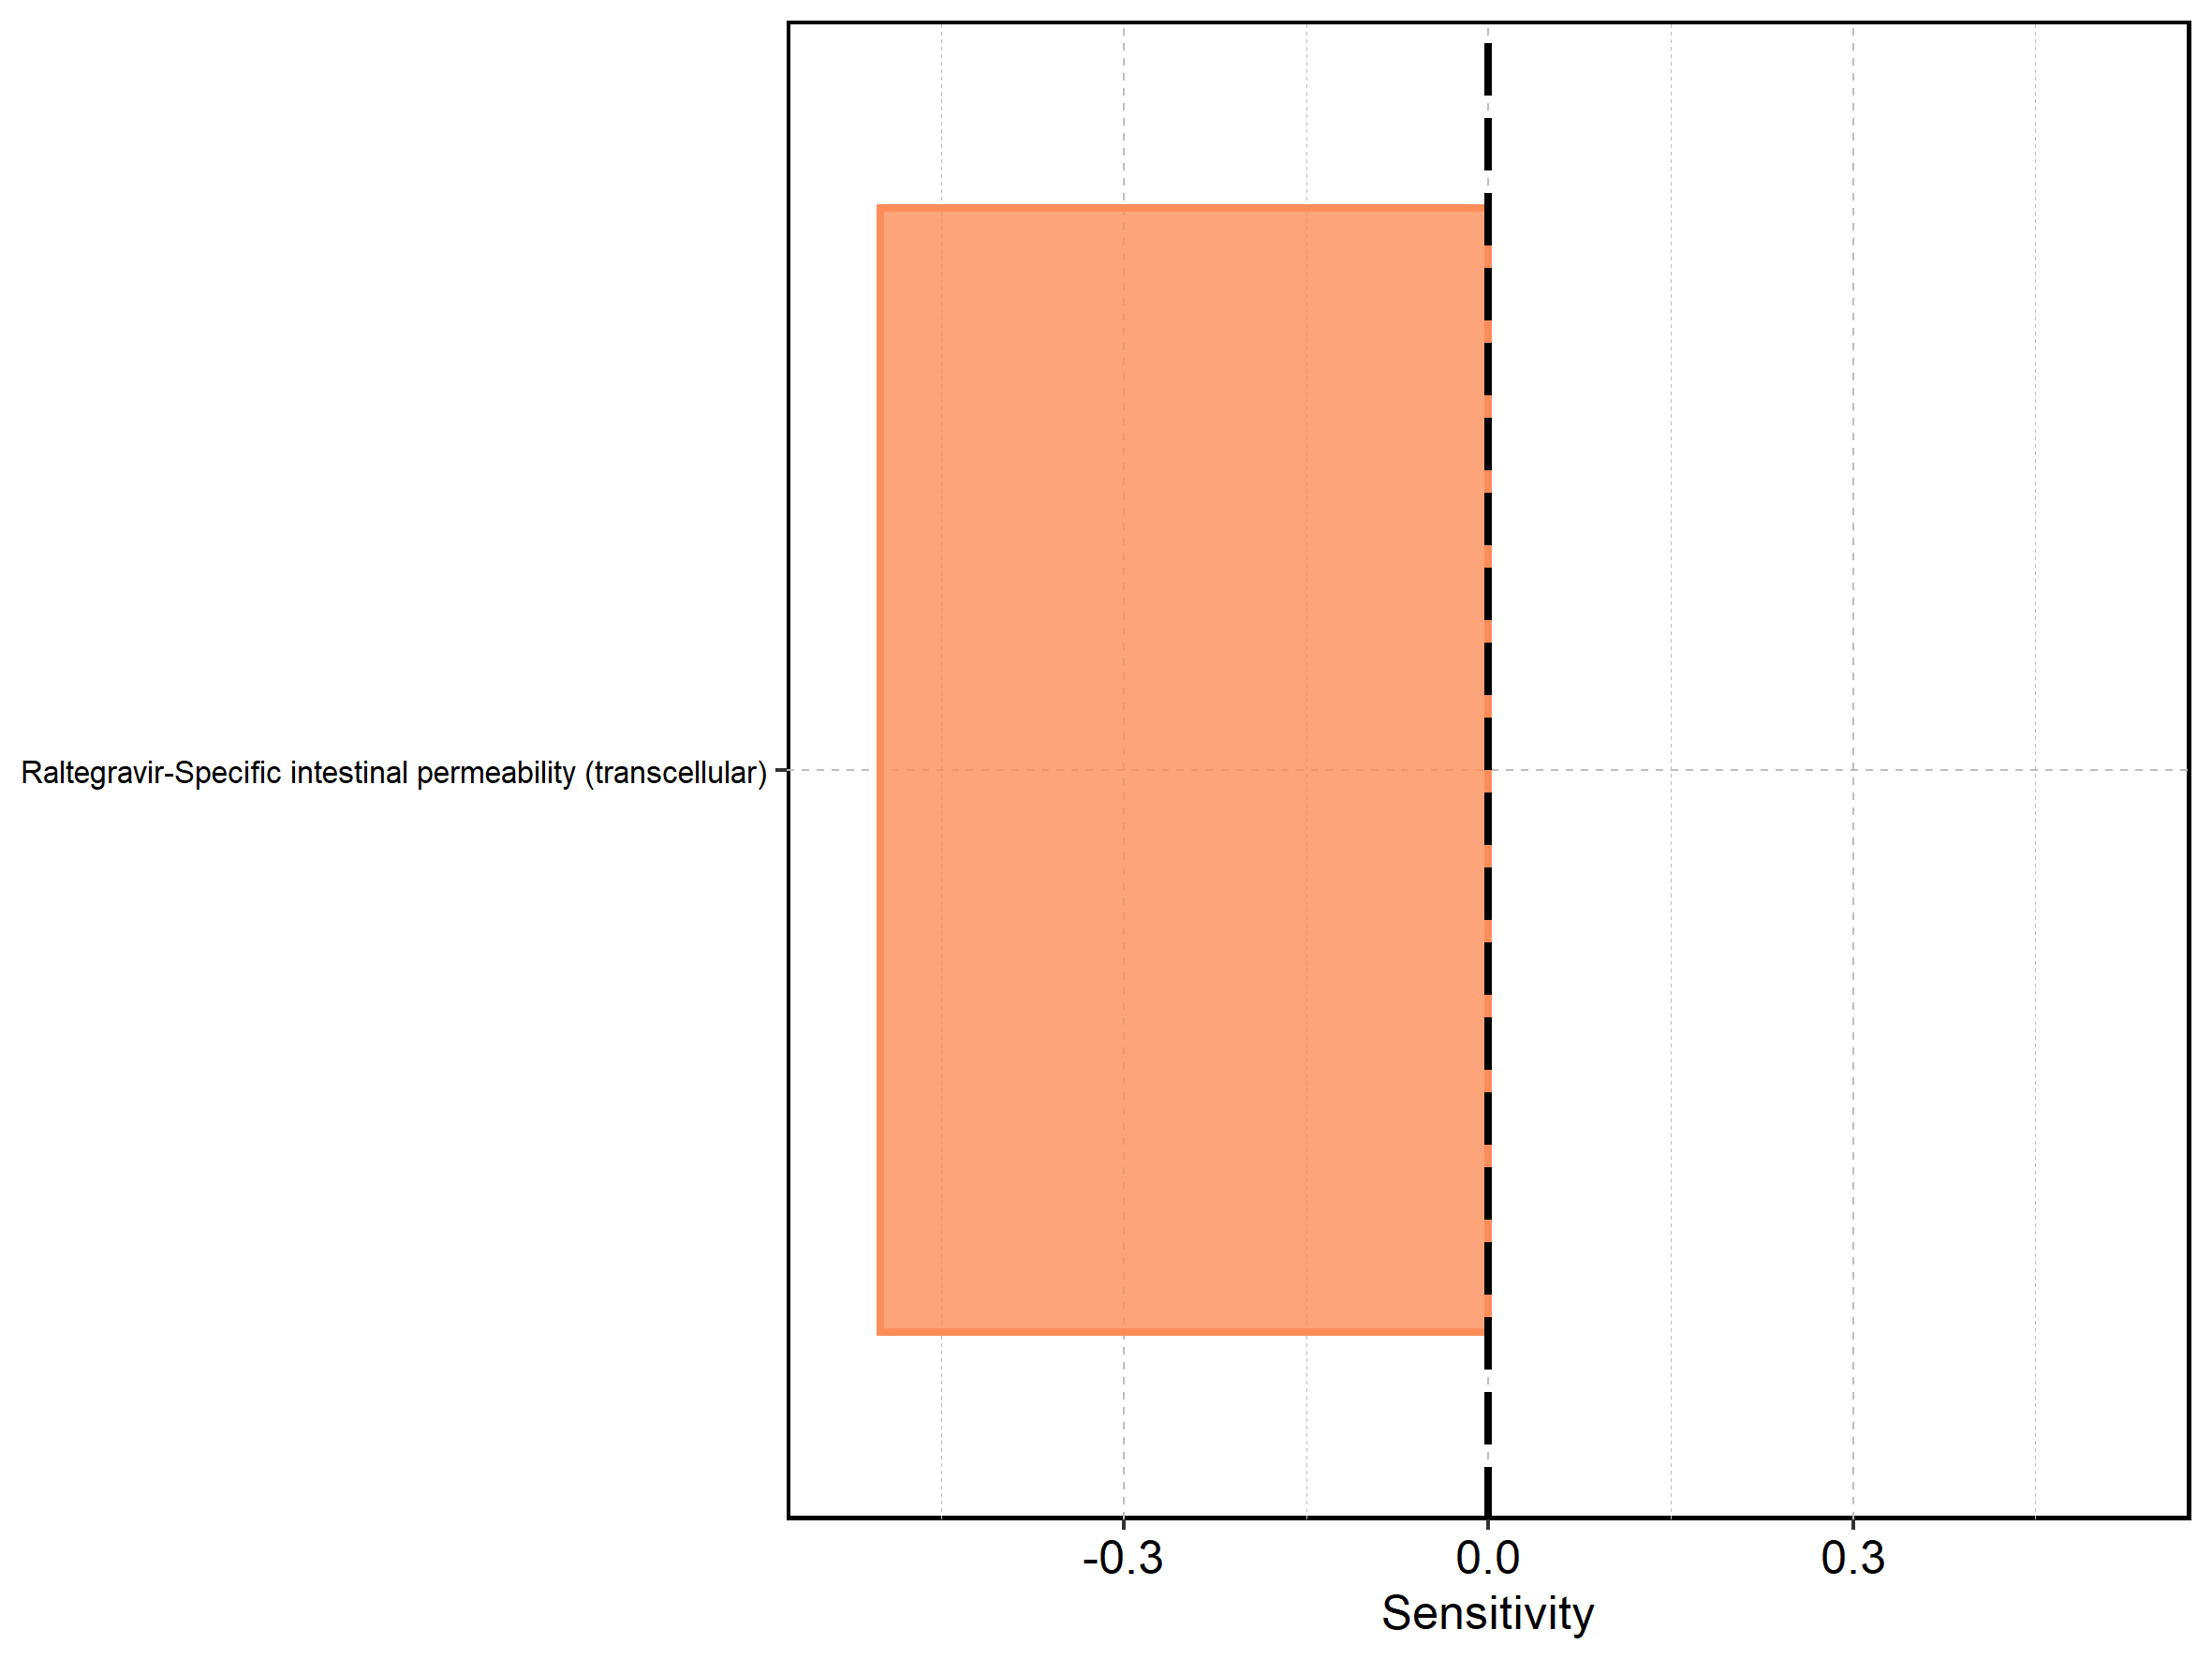 Raltegravir-Specific intestinal permeability (transcellular)
-0.3 0.0 0.3
Sensitivity